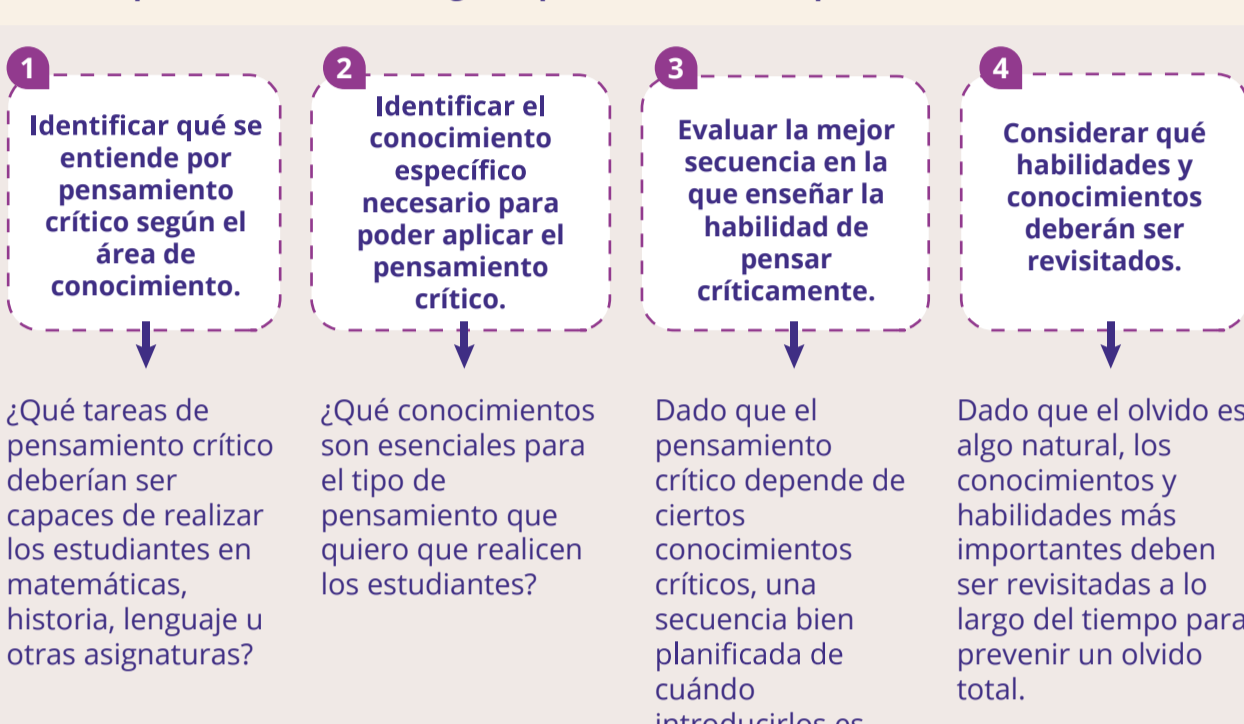 1
Identificar qué se
entiende por
pensamiento
crítico según el
área de
conocimiento.
¿Qué tareas de
pensamiento crítico
deberían ser
capaces de realizar
los estudiantes en
matemáticas,
historia, lenguaje u
otras asignaturas?
2
Identificar el
conocimiento
específico
necesario para
poder aplicar el
pensamiento
crítico.
¿Qué conocimientos
son esenciales para
el tipo de
pensamiento que
quiero que realicen
los estudiantes?
3
Evaluar la mejor
secuencia en la
que enseñar la
habilidad de
pensar
críticamente.
Dado que el
pensamiento
crítico depende de
ciertos
conocimientos
críticos, una
secuencia bien
planificada de
cuándo
introducirlos es
4
Considerar qué
habilidades y
conocimientos
deberán ser
revisitados.
Dado que el olvido es
algo natural, los
conocimientos y
habilidades más
importantes deben
ser revisitadas a lo
largo del tiempo para
prevenir un olvido
total.